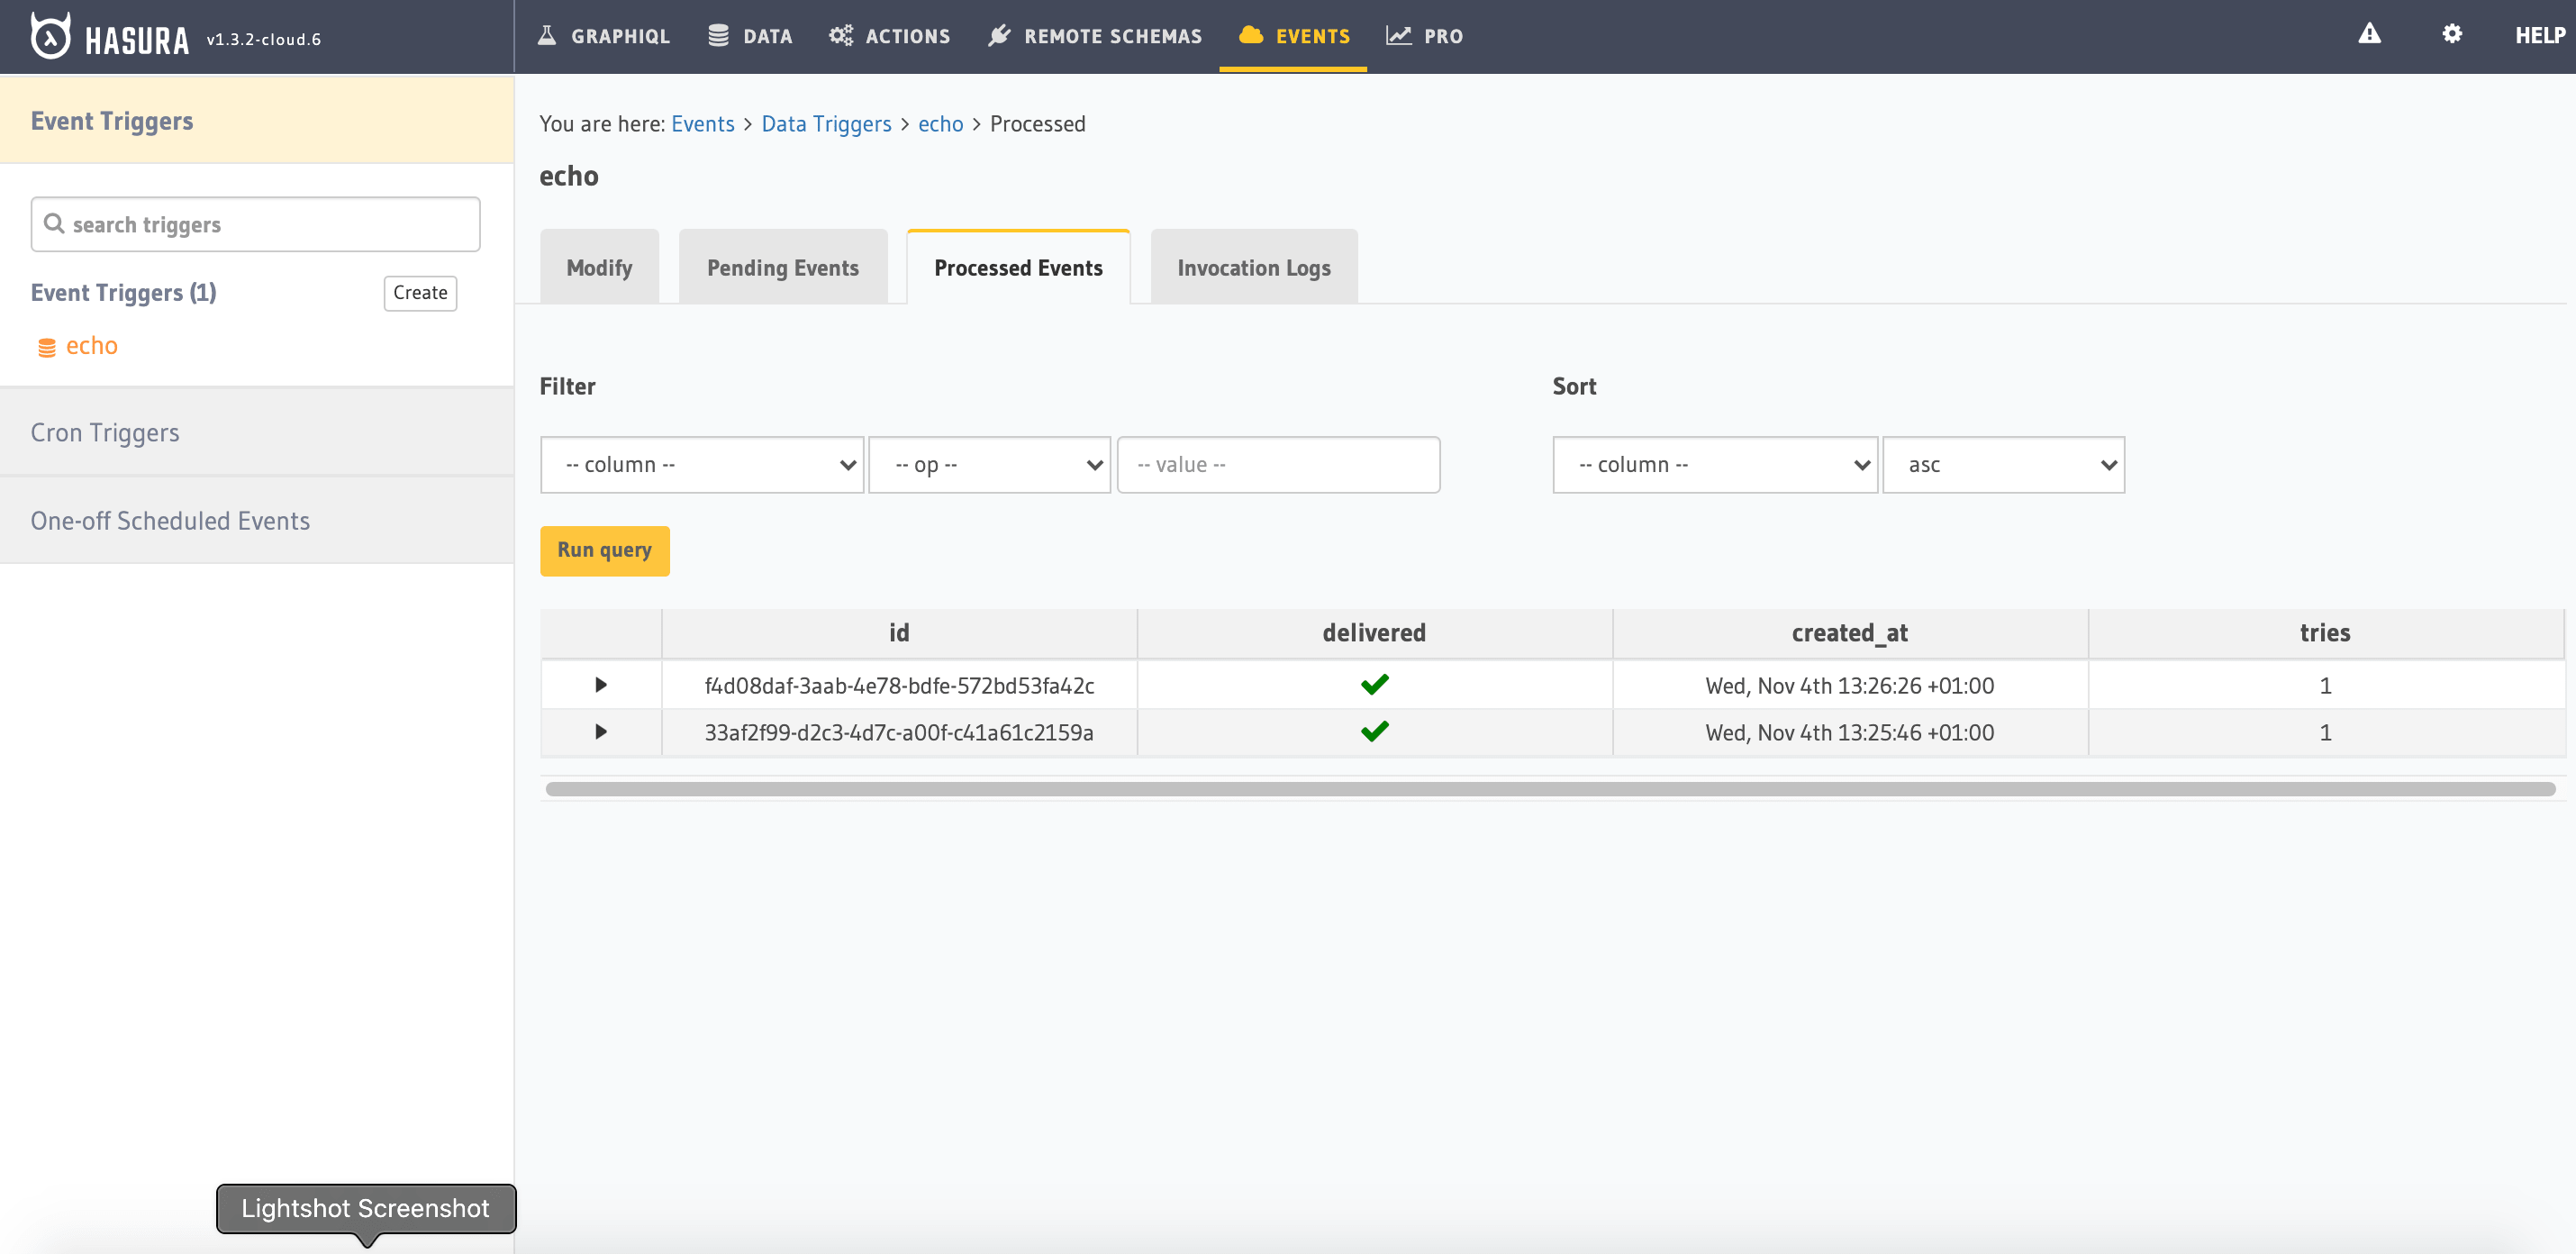 HASURA v1.3.2-cloud.6 GRAPHIQL DATA ACTIONS REMOTE SCHEMAS EVENTS PRO HELP
Event Triggers
search triggers
Event Triggers (1) Create
echo
Cron Triggers
One-off Scheduled Events
You are here: Events > Data Triggers > echo > Processed
echo
Modify Pending Events Processed Events Invocation Logs
Filter Sort
-- column -- -- op -- -- value -- -- column -- asc
Run query
id delivered created_at tries
f4d08daf-3aab-4e78-bdfe-572bd53fa42c Wed, Nov 4th 13:26:26 +01:00 1
33af2f99-d2c3-4d7c-a00f-c41a61c2159a Wed, Nov 4th 13:25:46 +01:00 1
Lightshot Screenshot